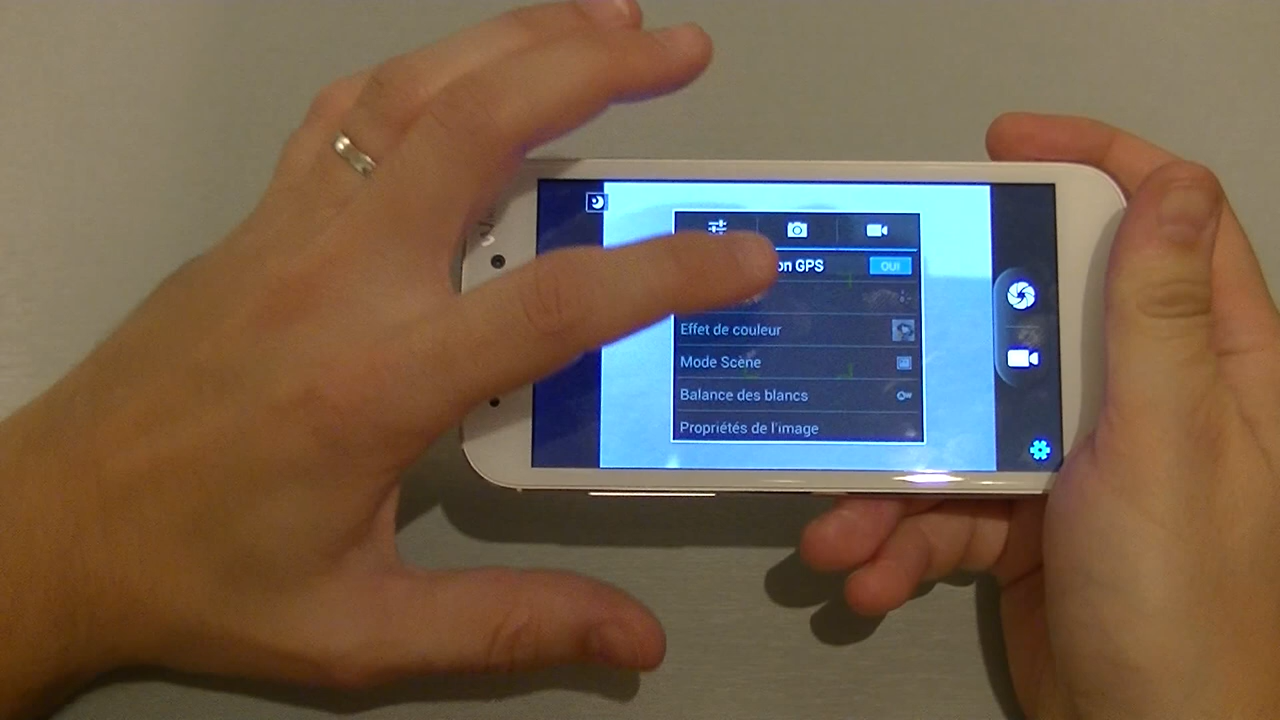 on GPS OUI
Effet de couleur
Mode Scène
Balance des blancs
Propriétés de l'image